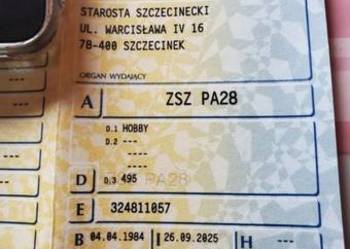 STAROSTA SZCZECINECKI
UL. WARCISŁAWA IV 16
78-400 SZCZECINEK
ORGAN WYDAJĄCY
A ZSZ PA28
D.1 HOBBY
D.2 ---
----
----
D D.3 495 PA28
E 324811057
B 04.04.1984 I 26.09.2025 H ---